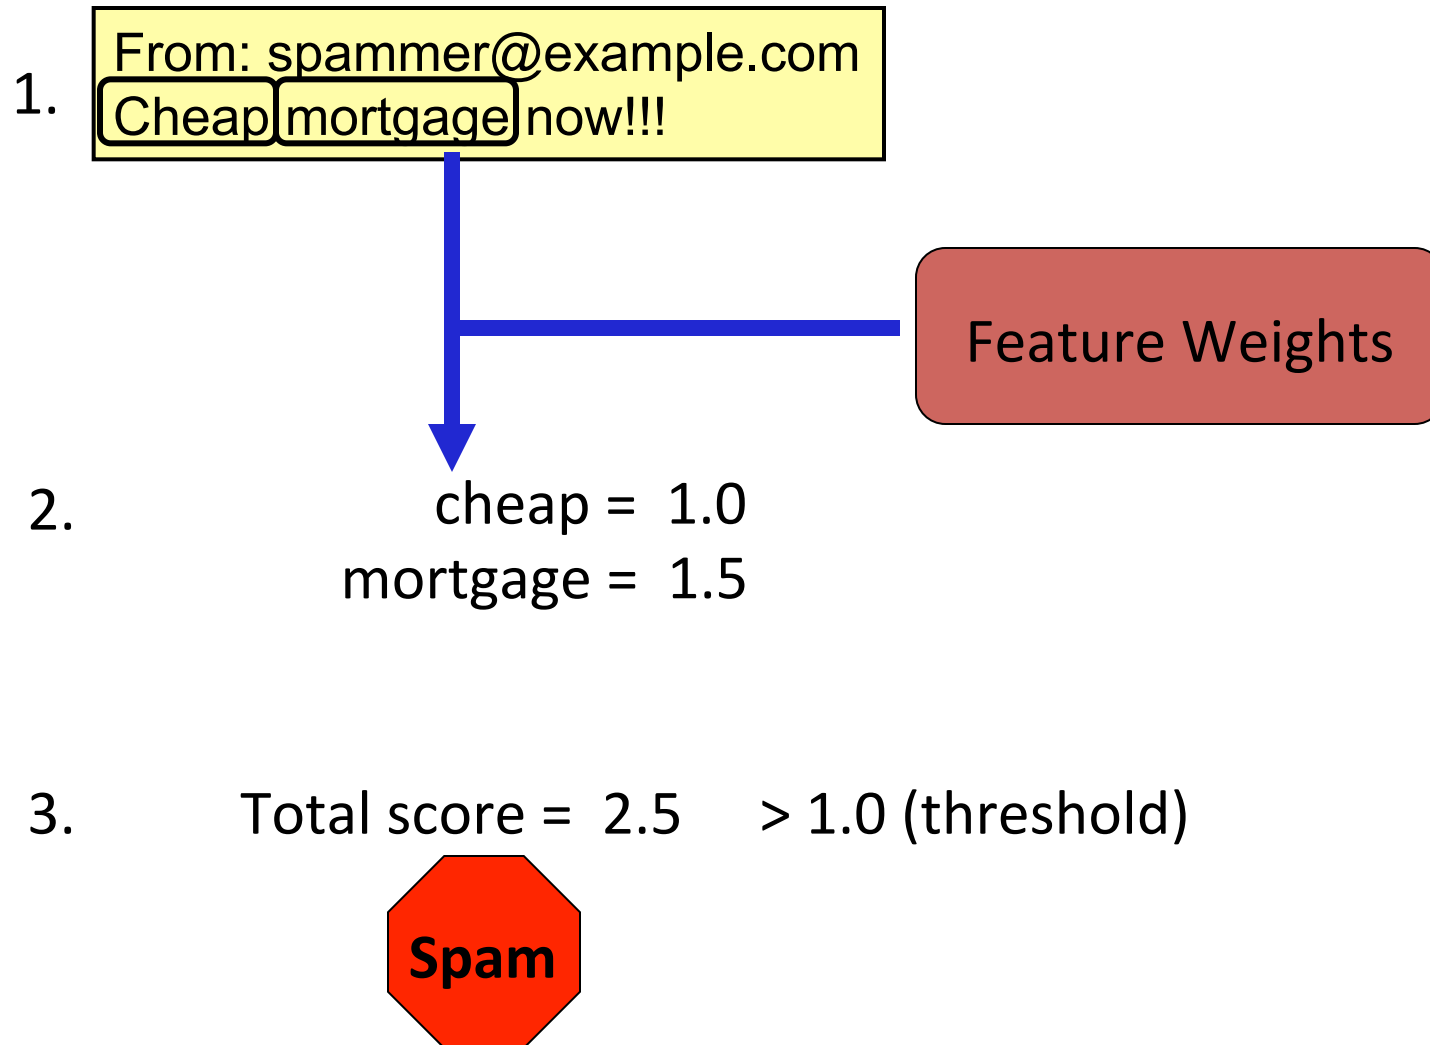 1.
From: spammer@example.com
Cheap mortgage now!!!
Feature Weights
2.
cheap = 1.0
mortgage = 1.5
3.
Total score = 2.5 > 1.0 (threshold)
Spam